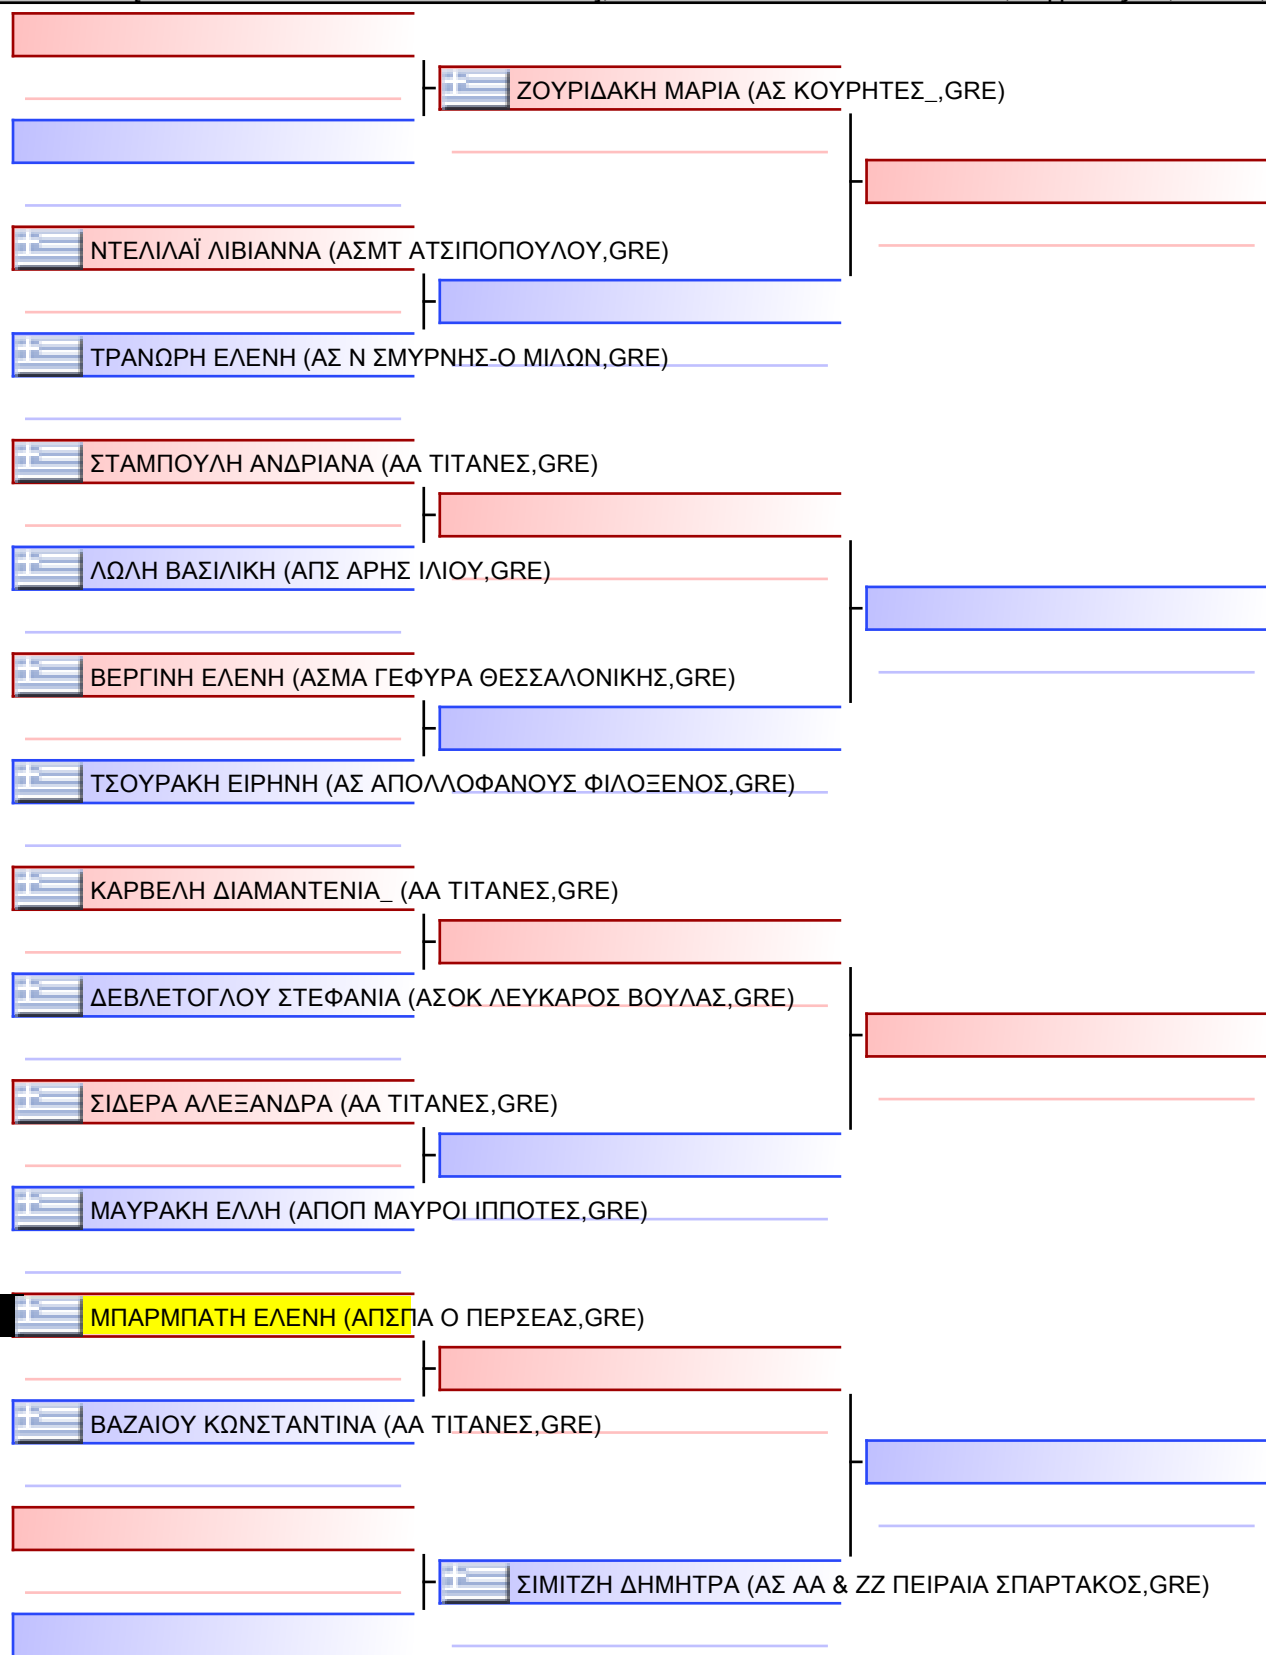 ΖΟΥΡΙΔΑΚΗ ΜΑΡΙΑ (ΑΣ ΚΟΥΡΗΤΕΣ_,GRE)
ΝΤΕΛΙΛΑΪ ΛΙΒΙΑΝΝΑ (ΑΣΜΤ ΑΤΣΙΠΟΠΟΥΛΟΥ,GRE)
ΤΡΑΝΩΡΗ ΕΛΕΝΗ (ΑΣ Ν ΣΜΥΡΝΗΣ-Ο ΜΙΛΩΝ,GRE)
ΣΤΑΜΠΟΥΛΗ ΑΝΔΡΙΑΝΑ (ΑΑ ΤΙΤΑΝΕΣ,GRE)
ΛΩΛΗ ΒΑΣΙΛΙΚΗ (ΑΠΣ ΑΡΗΣ ΙΛΙΟΥ,GRE)
ΒΕΡΓΙΝΗ ΕΛΕΝΗ (ΑΣΜΑ ΓΕΦΥΡΑ ΘΕΣΣΑΛΟΝΙΚΗΣ,GRE)
ΤΣΟΥΡΑΚΗ ΕΙΡΗΝΗ (ΑΣ ΑΠΟΛΛΟΦΑΝΟΥΣ ΦΙΛΟΞΕΝΟΣ,GRE)
ΚΑΡΒΕΛΗ ΔΙΑΜΑΝΤΕΝΙΑ_ (ΑΑ ΤΙΤΑΝΕΣ,GRE)
ΔΕΒΛΕΤΟΓΛΟΥ ΣΤΕΦΑΝΙΑ (ΑΣΟΚ ΛΕΥΚΑΡΟΣ ΒΟΥΛΑΣ,GRE)
ΣΙΔΕΡΑ ΑΛΕΞΑΝΔΡΑ (ΑΑ ΤΙΤΑΝΕΣ,GRE)
ΜΑΥΡΑΚΗ ΕΛΛΗ (ΑΠΟΠ ΜΑΥΡΟΙ ΙΠΠΟΤΕΣ,GRE)
ΜΠΑΡΜΠΑΤΗ ΕΛΕΝΗ (ΑΠΣΠΑ Ο ΠΕΡΣΕΑΣ,GRE)
ΒΑΖΑΙΟΥ ΚΩΝΣΤΑΝΤΙΝΑ (ΑΑ ΤΙΤΑΝΕΣ,GRE)
ΣΙΜΙΤΖΗ ΔΗΜΗΤΡΑ (ΑΣ ΑΑ & ΖΖ ΠΕΙΡΑΙΑ ΣΠΑΡΤΑΚΟΣ,GRE)